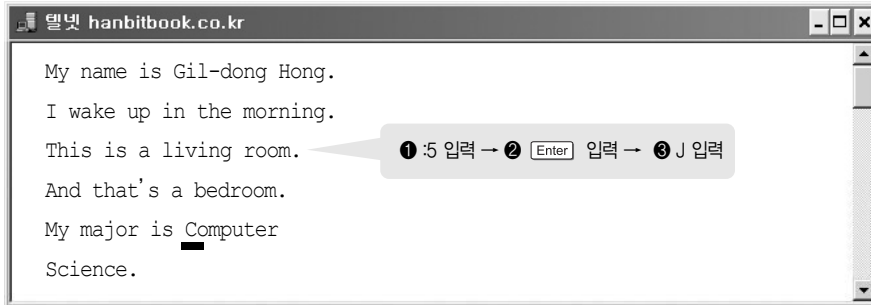 텔넷 hanbitbook.co.kr
My name is Gil-dong Hong.
I wake up in the morning.
This is a living room.
❶ :5 입력 → ❷ Enter 입력 → ❸ J 입력
And that's a bedroom.
My major is Computer
Science.